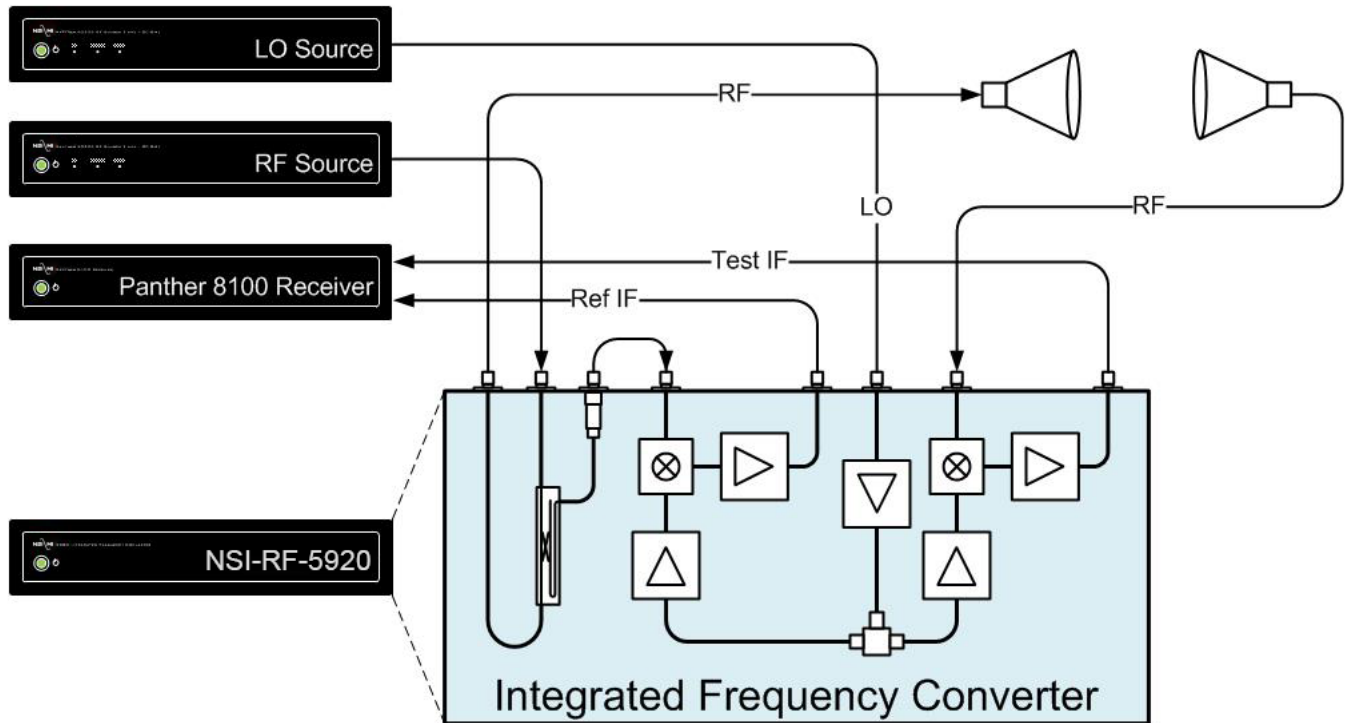 LO Source
RF
RF Source
LO
RF
Test IF
Panther 8100 Receiver
Ref IF
NSI-RF-5920
Integrated Frequency Converter